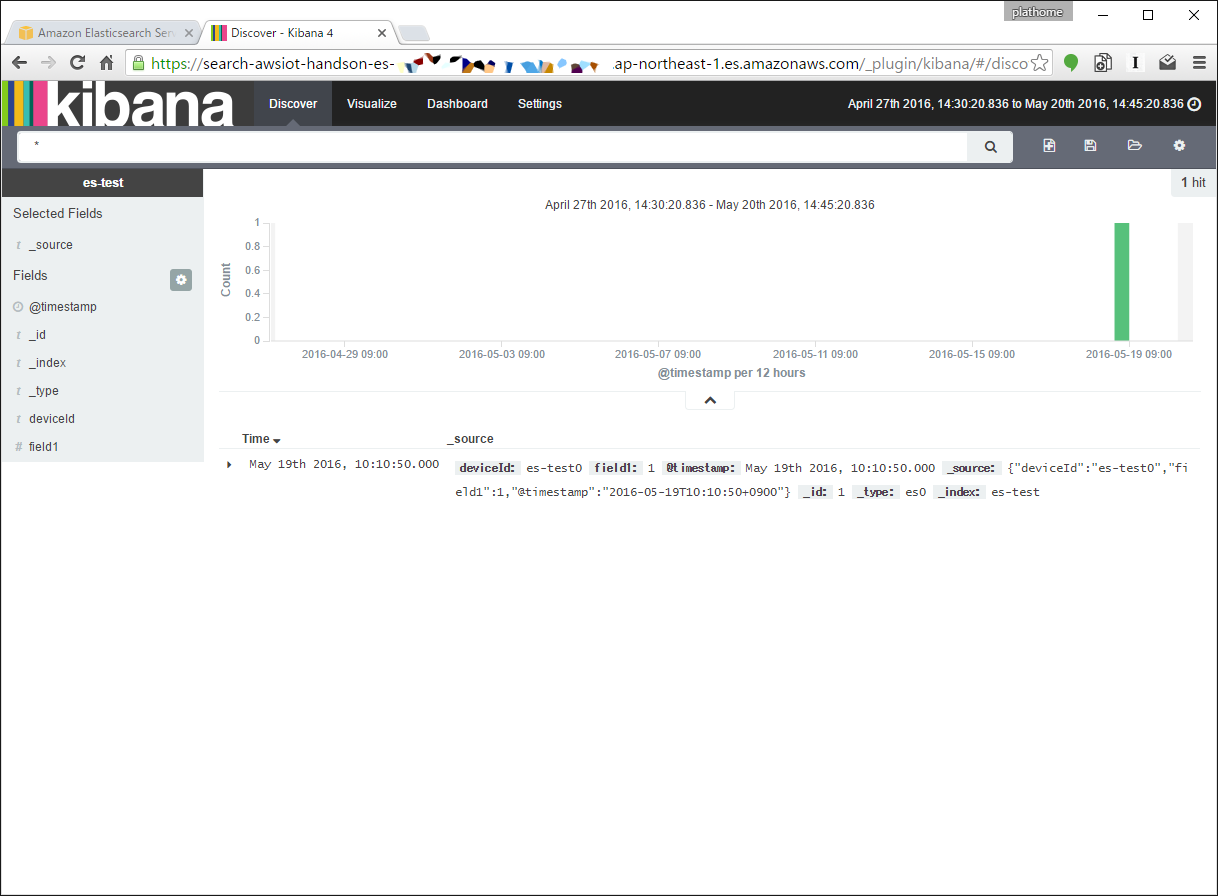 plathome
Amazon Elasticsearch Serv
Discover - Kibana 4
https://search-awsiot-handson-es-
.ap-northeast-1.es.amazonaws.com/_plugin/kibana/#/disco
kibana
Discover
Visualize
Dashboard
Settings
April 27th 2016, 14:30:20.836 to May 20th 2016, 14:45:20.836
*
es-test
1 hit
Selected Fields
t _source
Fields
@timestamp
t _id
t _index
t _type
t deviceId
# field1
April 27th 2016, 14:30:20.836 - May 20th 2016, 14:45:20.836
Count
1
0.8
0.6
0.4
0.2
0
2016-04-29 09:00
2016-05-03 09:00
2016-05-07 09:00
2016-05-11 09:00
2016-05-15 09:00
2016-05-19 09:00
@timestamp per 12 hours
Time
_source
May 19th 2016, 10:10:50.000
deviceId: es-test0 field1: 1 @timestamp: May 19th 2016, 10:10:50.000 _source: {"deviceId":"es-test0","fi
eld1":1,"@timestamp":"2016-05-19T10:10:50+0900"} _id: 1 _type: es0 _index: es-test